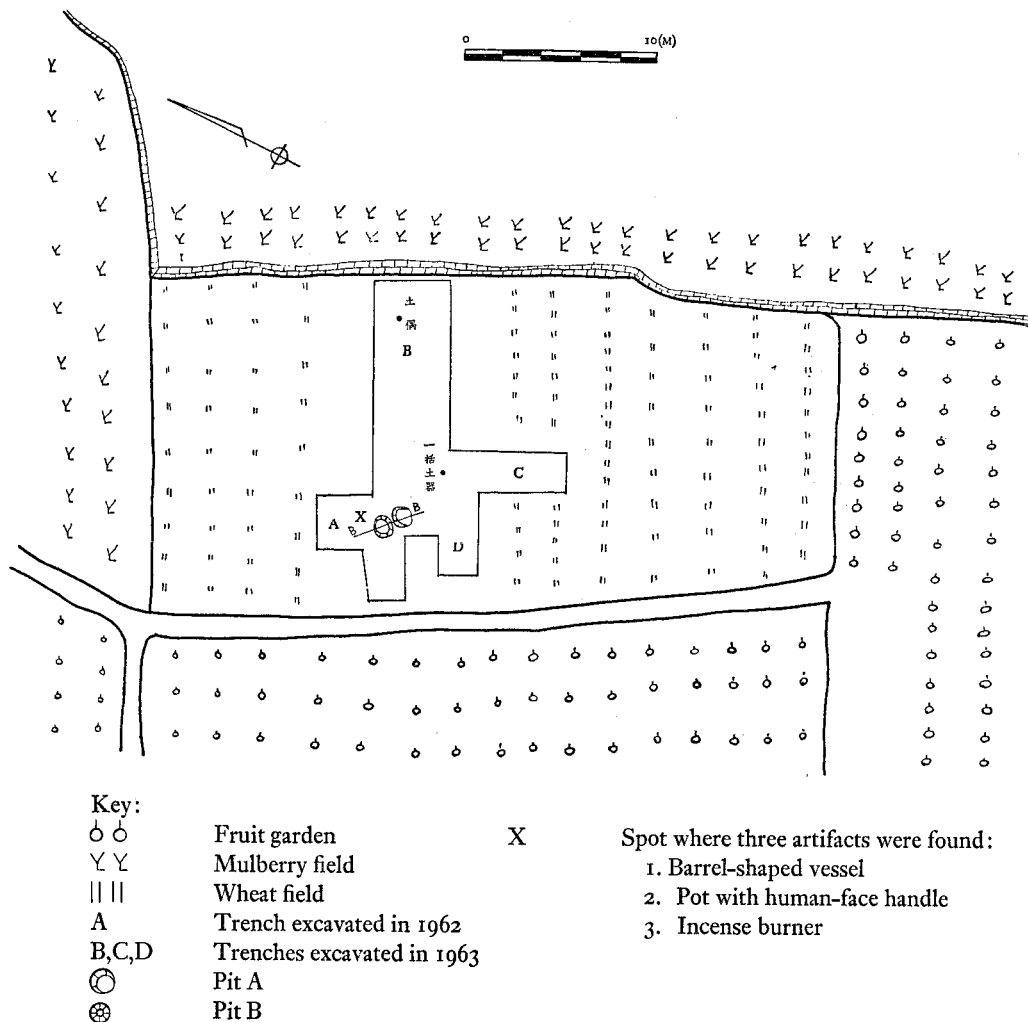 0 10(M)
土偶
B
一括土器
C
A X B B
D
Key:
Fruit garden
Mulberry field
Wheat field
A Trench excavated in 1962
B,C,D Trenches excavated in 1963
Pit A
Pit B
X Spot where three artifacts were found:
1. Barrel-shaped vessel
2. Pot with human-face handle
3. Incense burner